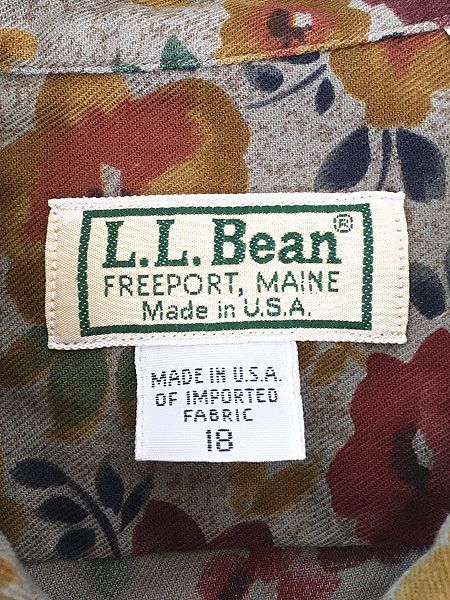 L.L. Bean®
FREEPORT, MAINE
Made in U.S.A.
MADE IN U.S.A.
OF IMPORTED
FABRIC
18